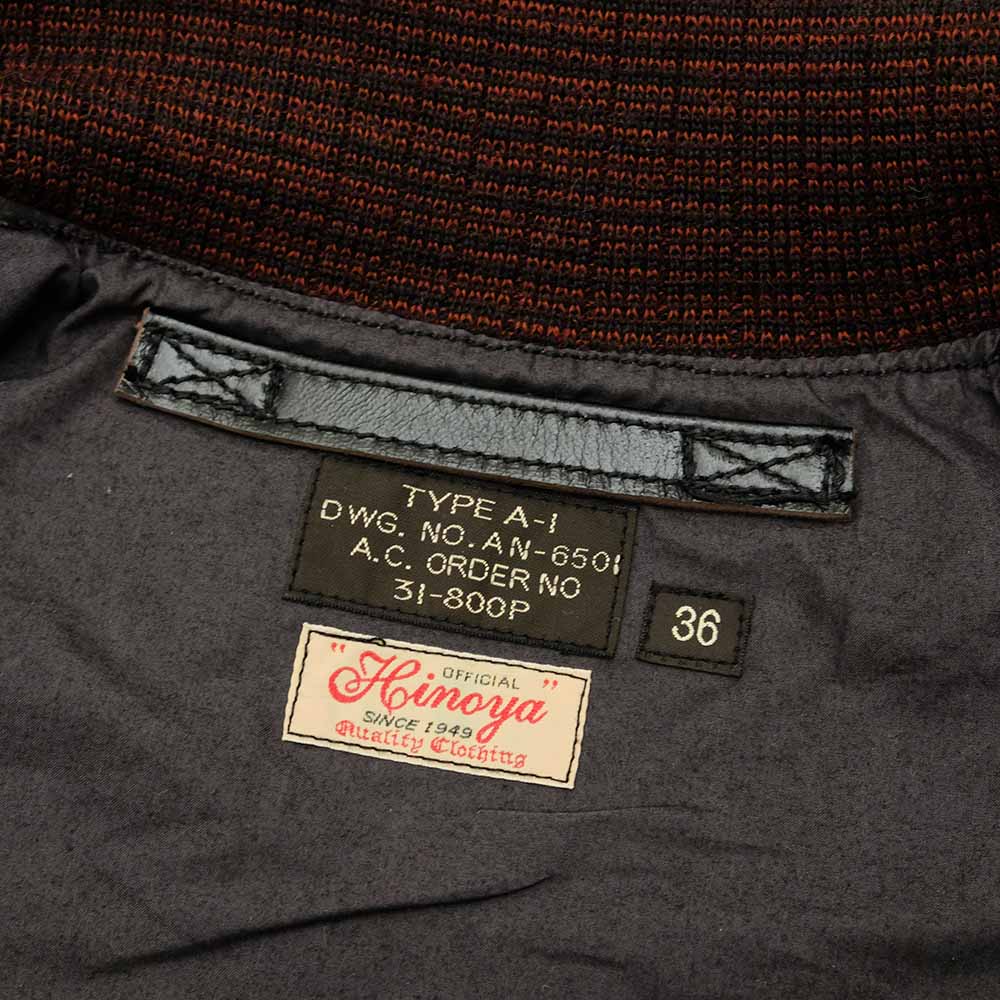 TYPE A-1
DWG. NO. AN-6501
A.C. ORDER NO
31-800P
36
OFFICIAL
"Hinoya"
SINCE 1949
Quality Clothing